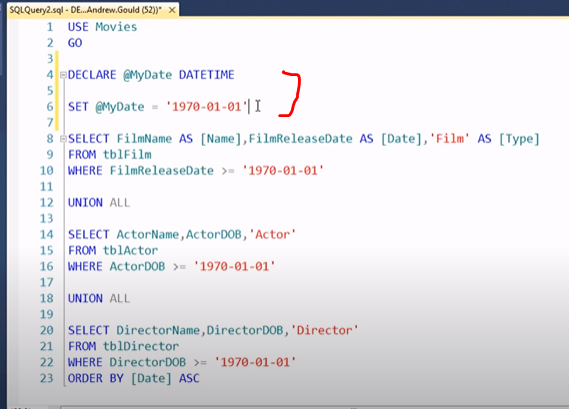 SQLQuery2.sql - DE...Andrew.Gould (52))* ×
1 USE Movies
2 GO
3
4 DECLARE @MyDate DATETIME
5
6 SET @MyDate = '1970-01-01'
7
8 SELECT FilmName AS [Name],FilmReleaseDate AS [Date],'Film' AS [Type]
9 FROM tblFilm
10 WHERE FilmReleaseDate >= '1970-01-01'
11
12 UNION ALL
13
14 SELECT ActorName,ActorDOB,'Actor'
15 FROM tblActor
16 WHERE ActorDOB >= '1970-01-01'
17
18 UNION ALL
19
20 SELECT DirectorName,DirectorDOB,'Director'
21 FROM tblDirector
22 WHERE DirectorDOB >= '1970-01-01'
23 ORDER BY [Date] ASC